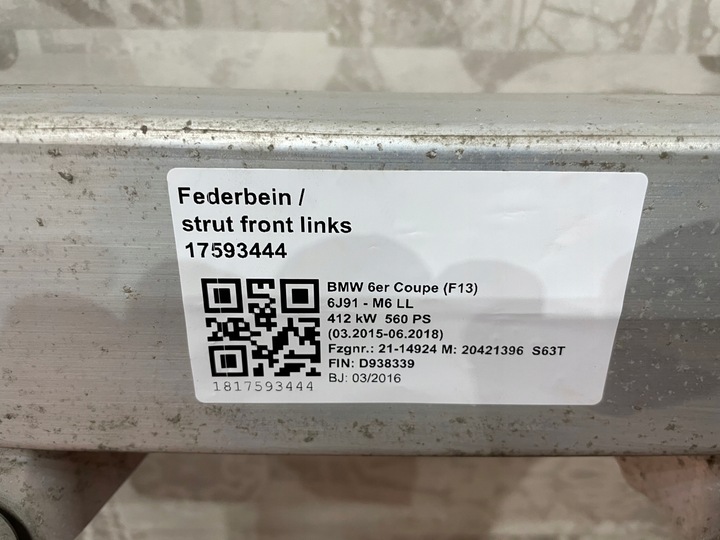 Federbein /
strut front links
17593444
BMW 6er Coupe (F13)
6J91 - M6 LL
412 kW 560 PS
(03.2015-06.2018)
Fzgnr.: 21-14924 M: 20421396 S63T
FIN: D938339
BJ: 03/2016
1817593444